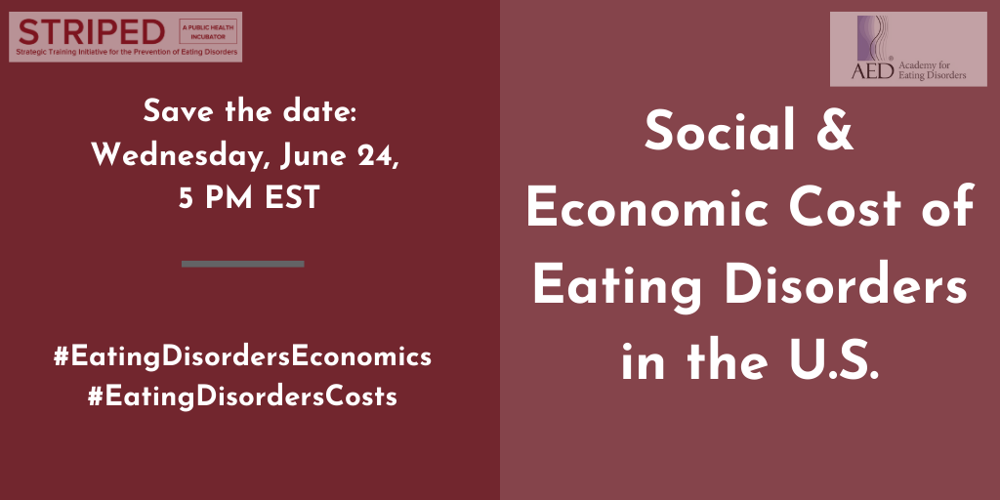 STRIPED
A PUBLIC HEALTH
INCUBATOR
Strategic Training Initiative for the Prevention of Eating Disorders
Save the date:
Wednesday, June 24,
5 PM EST
#EatingDisordersEconomics
#EatingDisordersCosts
AED®
Academy for
Eating Disorders
Social &
Economic Cost of
Eating Disorders
in the U.S.